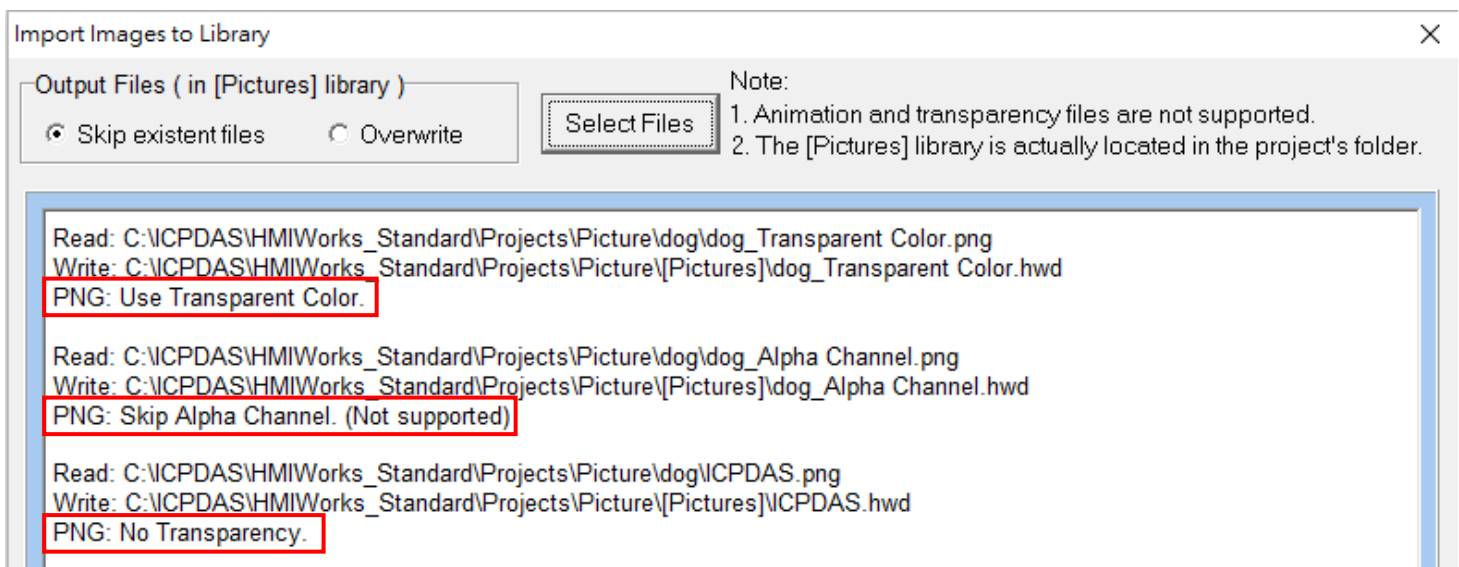 Import Images to Library
Output Files ( in [Pictures] library )
Skip existent files
Overwrite
Select Files
Note:
1. Animation and transparency files are not supported.
2. The [Pictures] library is actually located in the project's folder.
Read: C:\ICPDAS\HMIWorks_Standard\Projects\Picture\dog\dog_Transparent Color.png
Write: C:\ICPDAS\HMIWorks_Standard\Projects\Picture\[Pictures]\dog_Transparent Color.hwd
PNG: Use Transparent Color.
Read: C:\ICPDAS\HMIWorks_Standard\Projects\Picture\dog\dog_Alpha Channel.png
Write: C:\ICPDAS\HMIWorks_Standard\Projects\Picture\[Pictures]\dog_Alpha Channel.hwd
PNG: Skip Alpha Channel. (Not supported)
Read: C:\ICPDAS\HMIWorks_Standard\Projects\Picture\dog\ICPDAS.png
Write: C:\ICPDAS\HMIWorks_Standard\Projects\Picture\[Pictures]\ICPDAS.hwd
PNG: No Transparency.